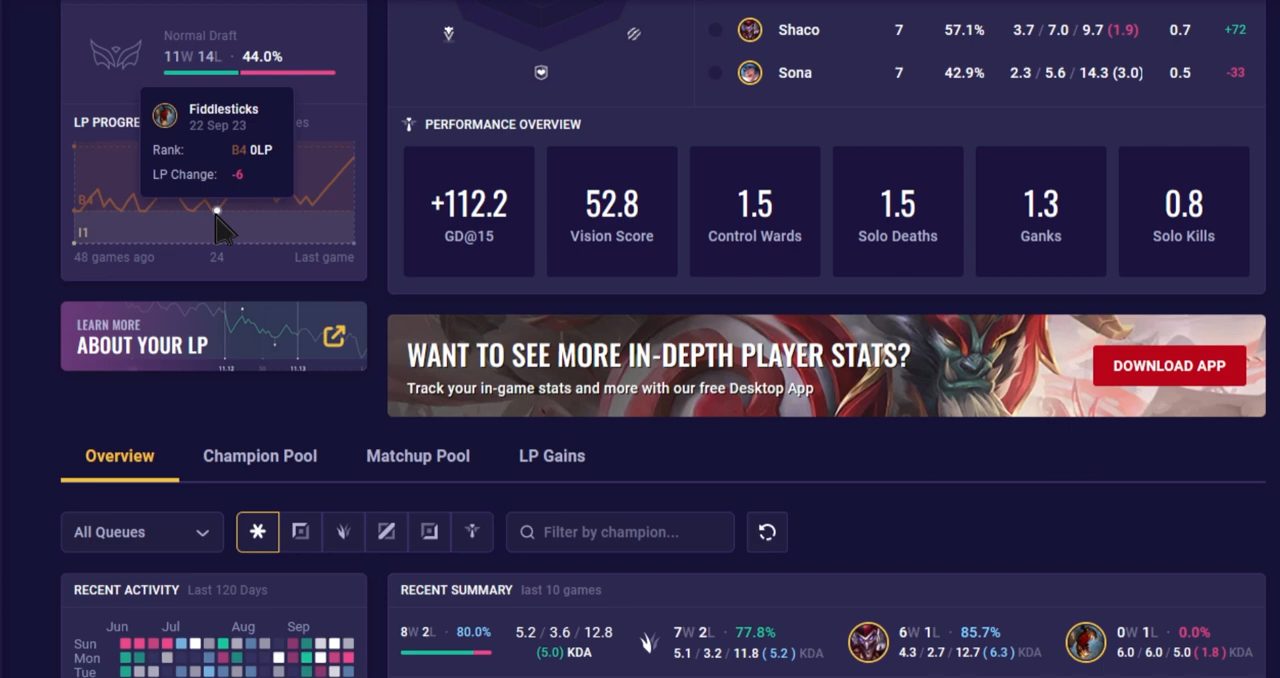 Normal Draft
11W 14L · 44.0%
Shaco 7 57.1% 3.7 / 7.0 / 9.7 (1.9) 0.7 +72
Sona 7 42.9% 2.3 / 5.6 / 14.3 (3.0) 0.5 -33
LP PROGRE
es
Fiddlesticks
22 Sep 23
Rank: B4 0LP
LP Change: -6
B4
I1
48 games ago 24 Last game
PERFORMANCE OVERVIEW
+112.2
GD@15
52.8
Vision Score
1.5
Control Wards
1.5
Solo Deaths
1.3
Ganks
0.8
Solo Kills
LEARN MORE
ABOUT YOUR LP
11.12
11.13
WANT TO SEE MORE IN-DEPTH PLAYER STATS?
Track your in-game stats and more with our free Desktop App
DOWNLOAD APP
Overview Champion Pool Matchup Pool LP Gains
All Queues
Filter by champion...
RECENT ACTIVITY Last 120 Days
Jun Jul Aug Sep
Sun
Mon
Tue
RECENT SUMMARY last 10 games
8W 2L · 80.0%
5.2 / 3.6 / 12.8
(5.0) KDA
7W 2L · 77.8%
5.1 / 3.2 / 11.8 ( 5.2 ) KDA
6W 1L · 85.7%
4.3 / 2.7 / 12.7 ( 6.3 ) KDA
0W 1L · 0.0%
6.0 / 6.0 / 5.0 ( 1.8 ) KDA